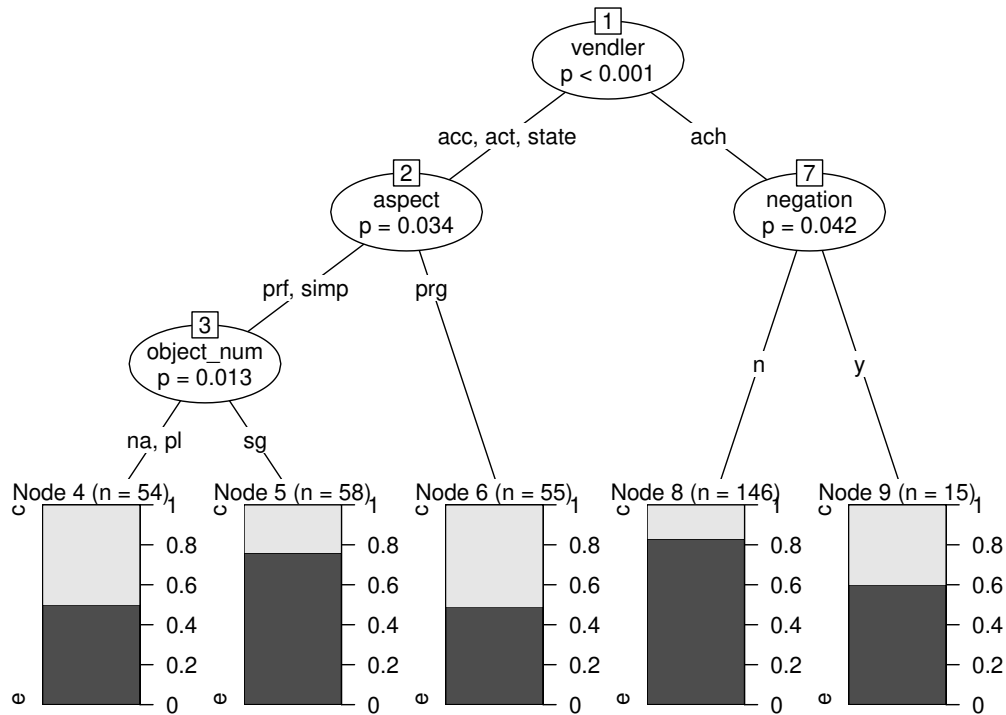 1
vendler
p < 0.001
acc, act, state
ach
2
aspect
p = 0.034
7
negation
p = 0.042
prf, simp
prg
3
object_num
p = 0.013
n
y
na, pl
sg
Node 4 (n = 54)
Node 5 (n = 58)
Node 6 (n = 55)
Node 8 (n = 146)
Node 9 (n = 15)
c
e
1
0.8
0.6
0.4
0.2
0
c
e
1
0.8
0.6
0.4
0.2
0
c
e
1
0.8
0.6
0.4
0.2
0
c
e
1
0.8
0.6
0.4
0.2
0
c
e
1
0.8
0.6
0.4
0.2
0